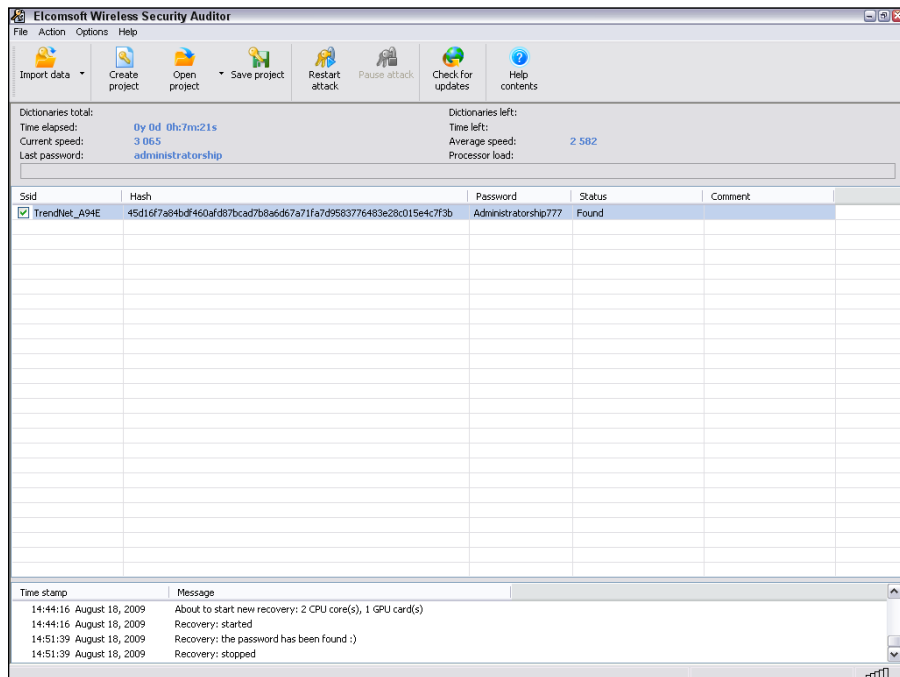 Elcomsoft Wireless Security Auditor
File Action Options Help
Import data
Create project
Open project
Save project
Restart attack
Pause attack
Check for updates
Help contents
Dictionaries total:
Time elapsed: 0y 0d 0h:7m:21s
Current speed: 3 065
Last password: administratorship
Dictionaries left:
Time left:
Average speed: 2 582
Processor load:
Ssid Hash Password Status Comment
TrendNet_A94E 45d16f7a84bdf460afd87bcad7b8a6d67a71fa7d9583776483e28c015e4c7f3b Administratorship777 Found
Time stamp Message
14:44:16 August 18, 2009 About to start new recovery: 2 CPU core(s), 1 GPU card(s)
14:44:16 August 18, 2009 Recovery: started
14:51:39 August 18, 2009 Recovery: the password has been found :)
14:51:39 August 18, 2009 Recovery: stopped